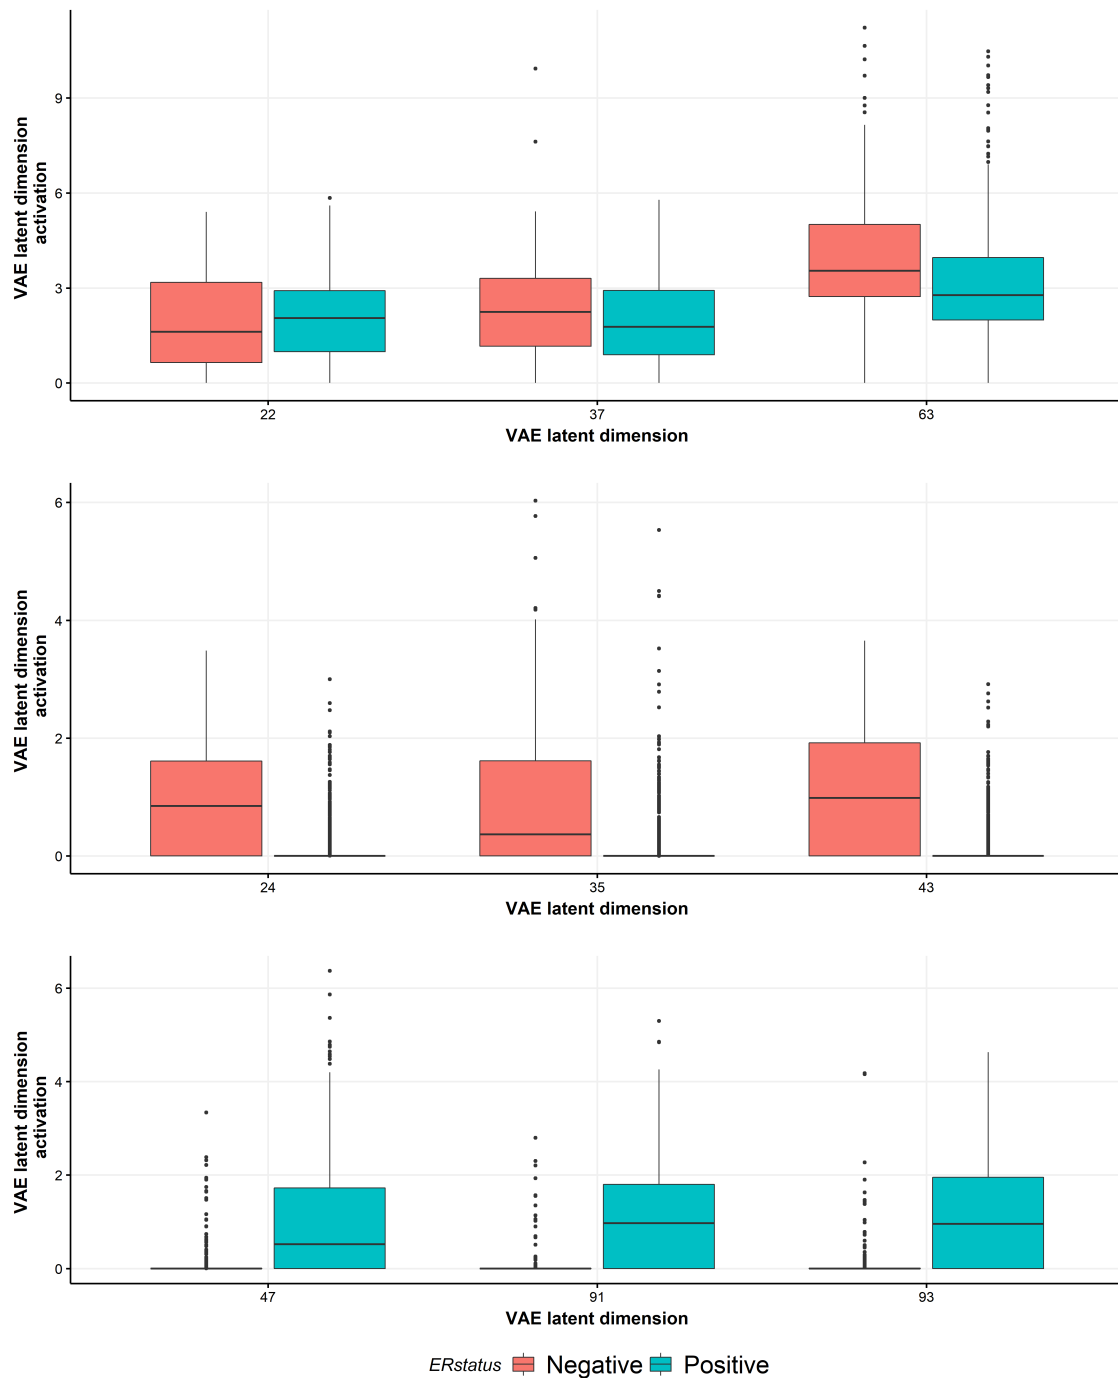 VAE latent dimension
activation
9
6
3
0
22 37 63
VAE latent dimension
VAE latent dimension
activation
6
4
2
0
24 35 43
VAE latent dimension
VAE latent dimension
activation
6
4
2
0
47 91 93
VAE latent dimension
ERstatus Negative Positive